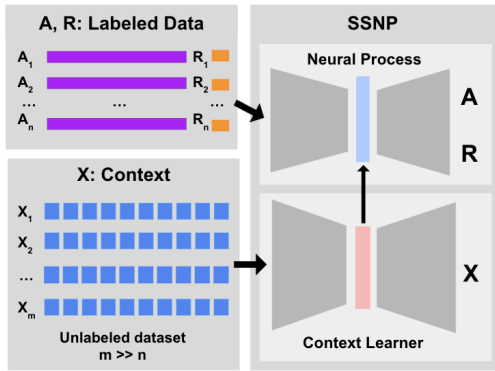 A, R: Labeled Data
A1 R1
A2 R2
... ... ...
An Rn
X: Context
X1
X2
...
Xm
Unlabeled dataset
m >> n
SSNP
Neural Process
A
R
X
Context Learner